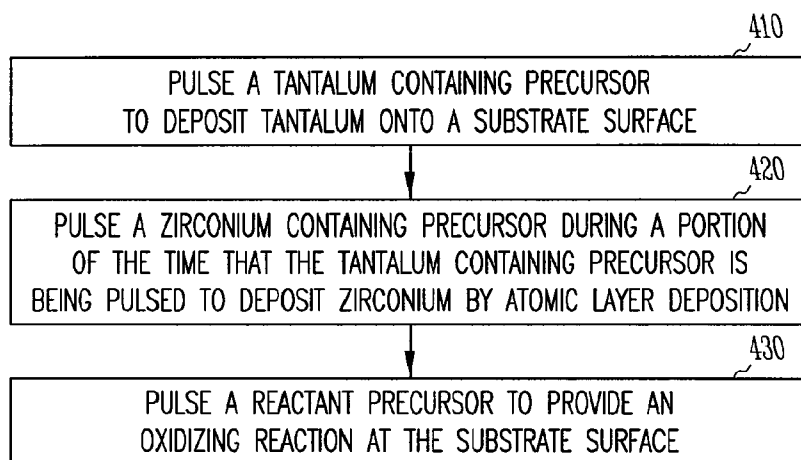 410
PULSE A TANTALUM CONTAINING PRECURSOR
TO DEPOSIT TANTALUM ONTO A SUBSTRATE SURFACE
420
PULSE A ZIRCONIUM CONTAINING PRECURSOR DURING A PORTION
OF THE TIME THAT THE TANTALUM CONTAINING PRECURSOR IS
BEING PULSED TO DEPOSIT ZIRCONIUM BY ATOMIC LAYER DEPOSITION
430
PULSE A REACTANT PRECURSOR TO PROVIDE AN
OXIDIZING REACTION AT THE SUBSTRATE SURFACE